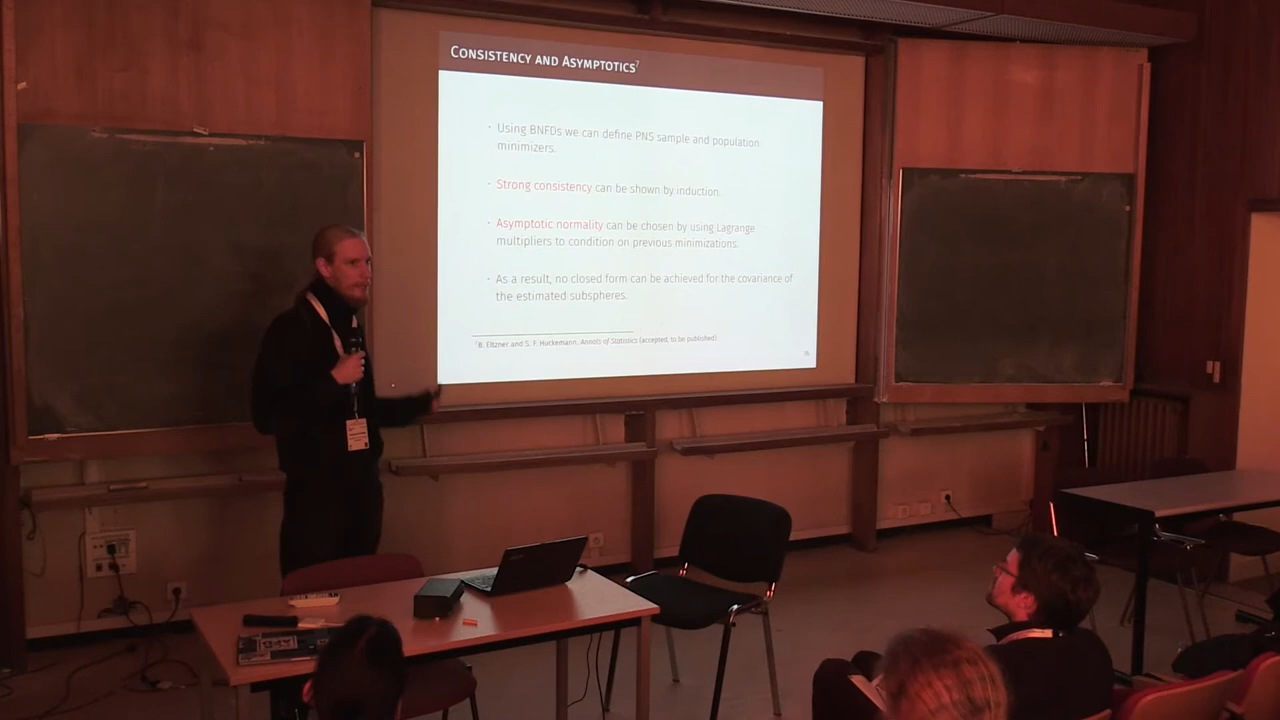 CONSISTENCY AND ASYMPTOTICS7
- Using BNFDs we can define PNS sample and population
minimizers.
- Strong consistency can be shown by induction.
- Asymptotic normality can be chosen by using Lagrange
multipliers to condition on previous minimizations.
- As a result, no closed form can be achieved for the covariance of
the estimated subspheres.
7B. Eltzner and S. F. Huckemann. Annals of Statistics (accepted, to be published).